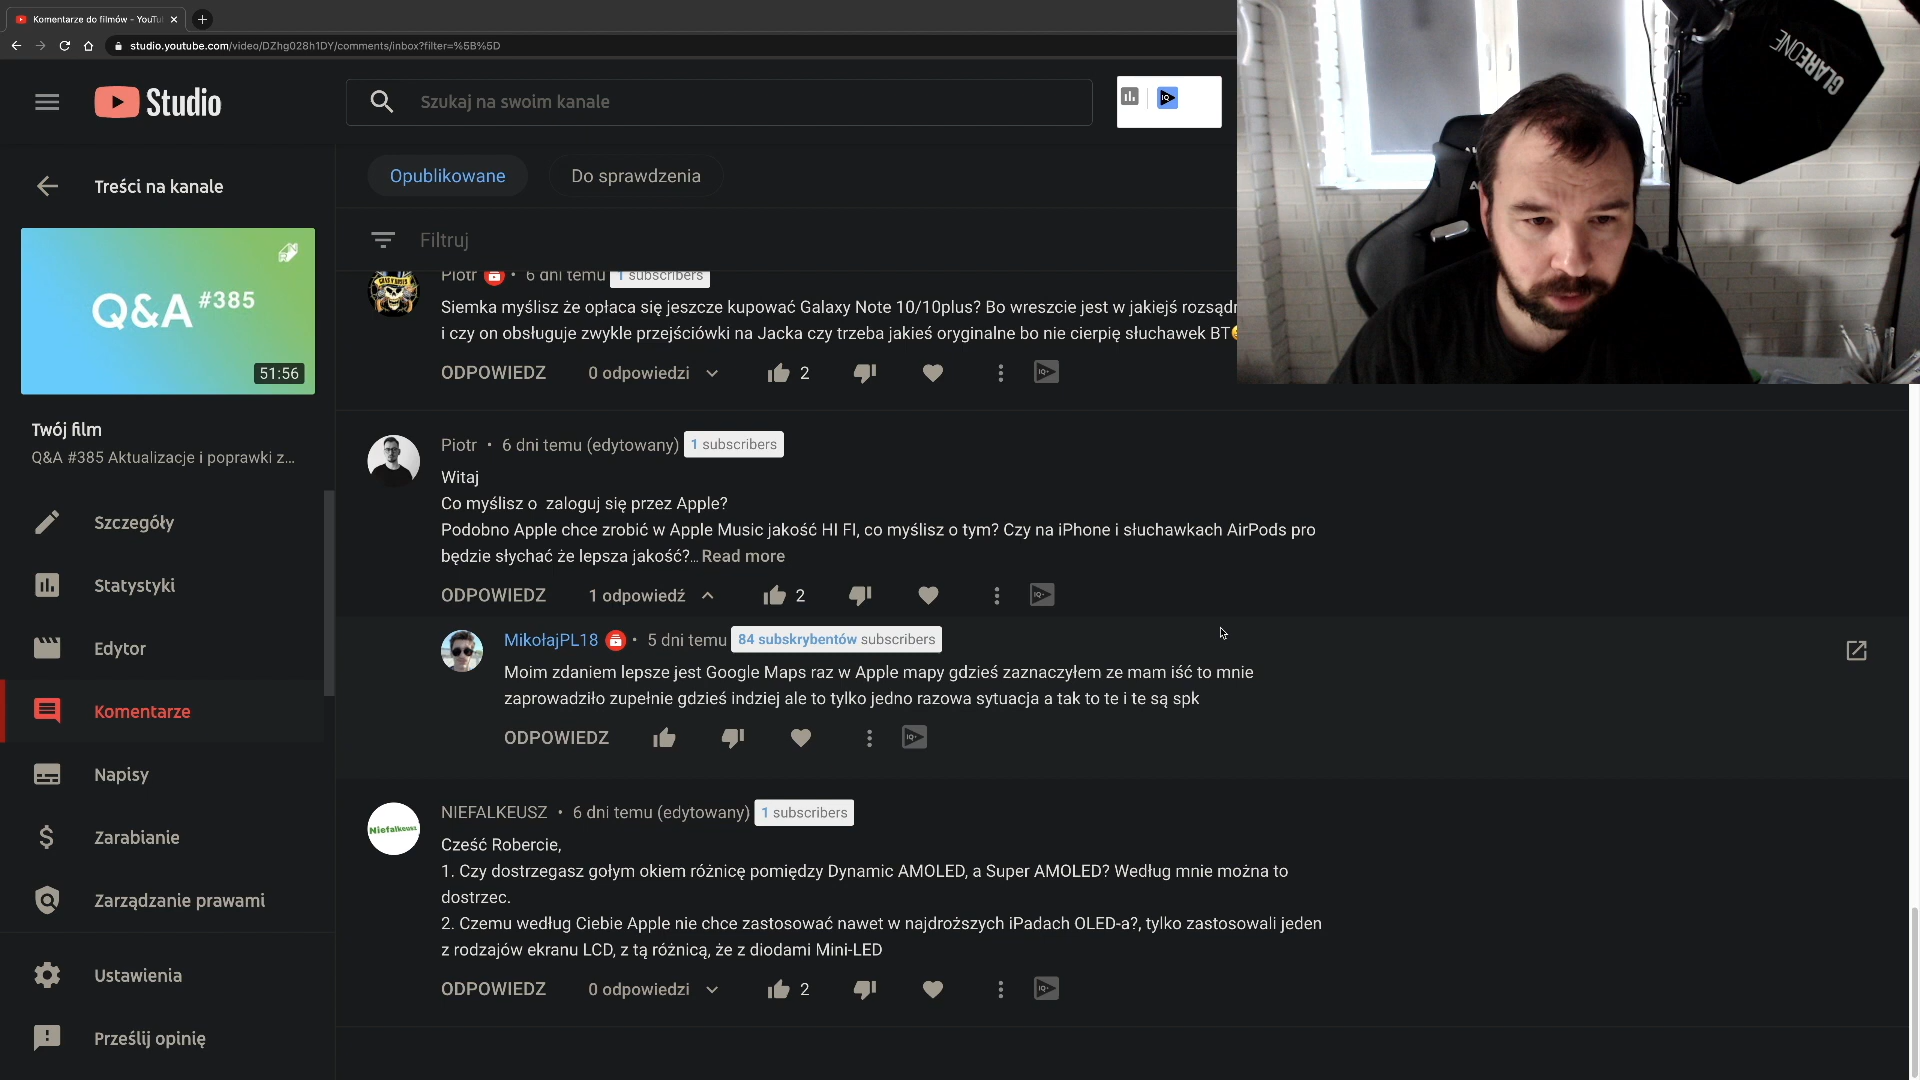 Komentarze do filmów - YouTu
studio.youtube.com/video/DZhg028h1DY/comments/inbox?filter=%5B%5D
Studio
Szukaj na swoim kanale
IQ
GLAREONE
Treści na kanale
Opublikowane
Do sprawdzenia
Filtruj
Q&A #385
51:56
Twój film
Q&A #385 Aktualizacje i poprawki z...
Szczegóły
Statystyki
Edytor
Komentarze
Napisy
Zarabianie
Zarządzanie prawami
Ustawienia
Prześlij opinię
Piotr • 6 dni temu 1 subscribers
Siemka myślisz że opłaca się jeszcze kupować Galaxy Note 10/10plus? Bo wreszcie jest w jakiejś
i czy on obsługuje zwykle przejściówki na Jacka czy trzeba jakieś oryginalne bo nie cierpię słuchawek BT
ODPOWIEDZ 0 odpowiedzi 2 IQ+
Piotr • 6 dni temu (edytowany) 1 subscribers
Witaj
Co myślisz o zaloguj się przez Apple?
Podobno Apple chce zrobić w Apple Music jakość HI FI, co myślisz o tym? Czy na iPhone i słuchawkach AirPods pro
będzie słychać że lepsza jakość?... Read more
ODPOWIEDZ 1 odpowiedź 2 IQ+
MikołajPL18 • 5 dni temu 84 subskrybentów subscribers
Moim zdaniem lepsze jest Google Maps raz w Apple mapy gdzieś zaznaczyłem ze mam iść to mnie
zaprowadziło zupełnie gdzieś indziej ale to tylko jedno razowa sytuacja a tak to te i te są spk
ODPOWIEDZ IQ+
Niefalkeusz
NIEFALKEUSZ • 6 dni temu (edytowany) 1 subscribers
Cześć Robercie,
1. Czy dostrzegasz gołym okiem różnicę pomiędzy Dynamic AMOLED, a Super AMOLED? Według mnie można to
dostrzec.
2. Czemu według Ciebie Apple nie chce zastosować nawet w najdroższych iPadach OLED-a?, tylko zastosowali jeden
z rodzajów ekranu LCD, z tą różnicą, że z diodami Mini-LED
ODPOWIEDZ 0 odpowiedzi 2 IQ+